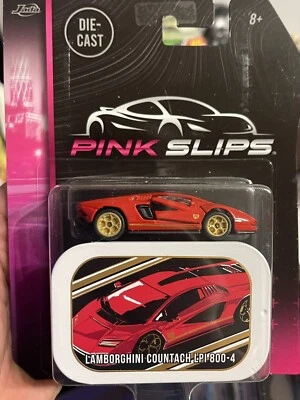 Jada
8+
DIE-
CAST
PINK SLIPS
LAMBORGHINI COUNTACH LPI 800-4